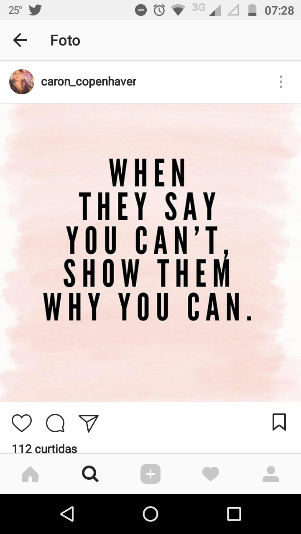 25°
3G
07:28
Foto
caron_copenhaver
WHEN
THEY SAY
YOU CAN'T,
SHOW THEM
WHY YOU CAN.
112 curtidas